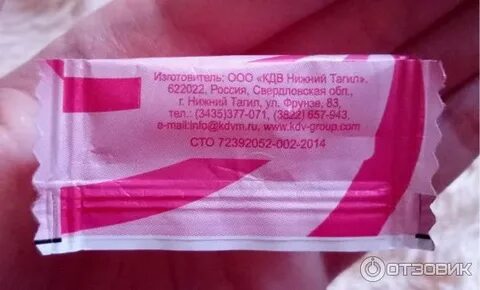 Изготовитель: ООО «КДВ Нижний Тагил».
622022, Россия, Свердловская обл.,
г. Нижний Тагил, ул. Фрунзе, 83,
тел.: (3435)377-071, (3822) 657-943,
e-mail:info@kdvm.ru, www.kdv-group.com
СТО 72392052-002-2014
ОТЗОВИК